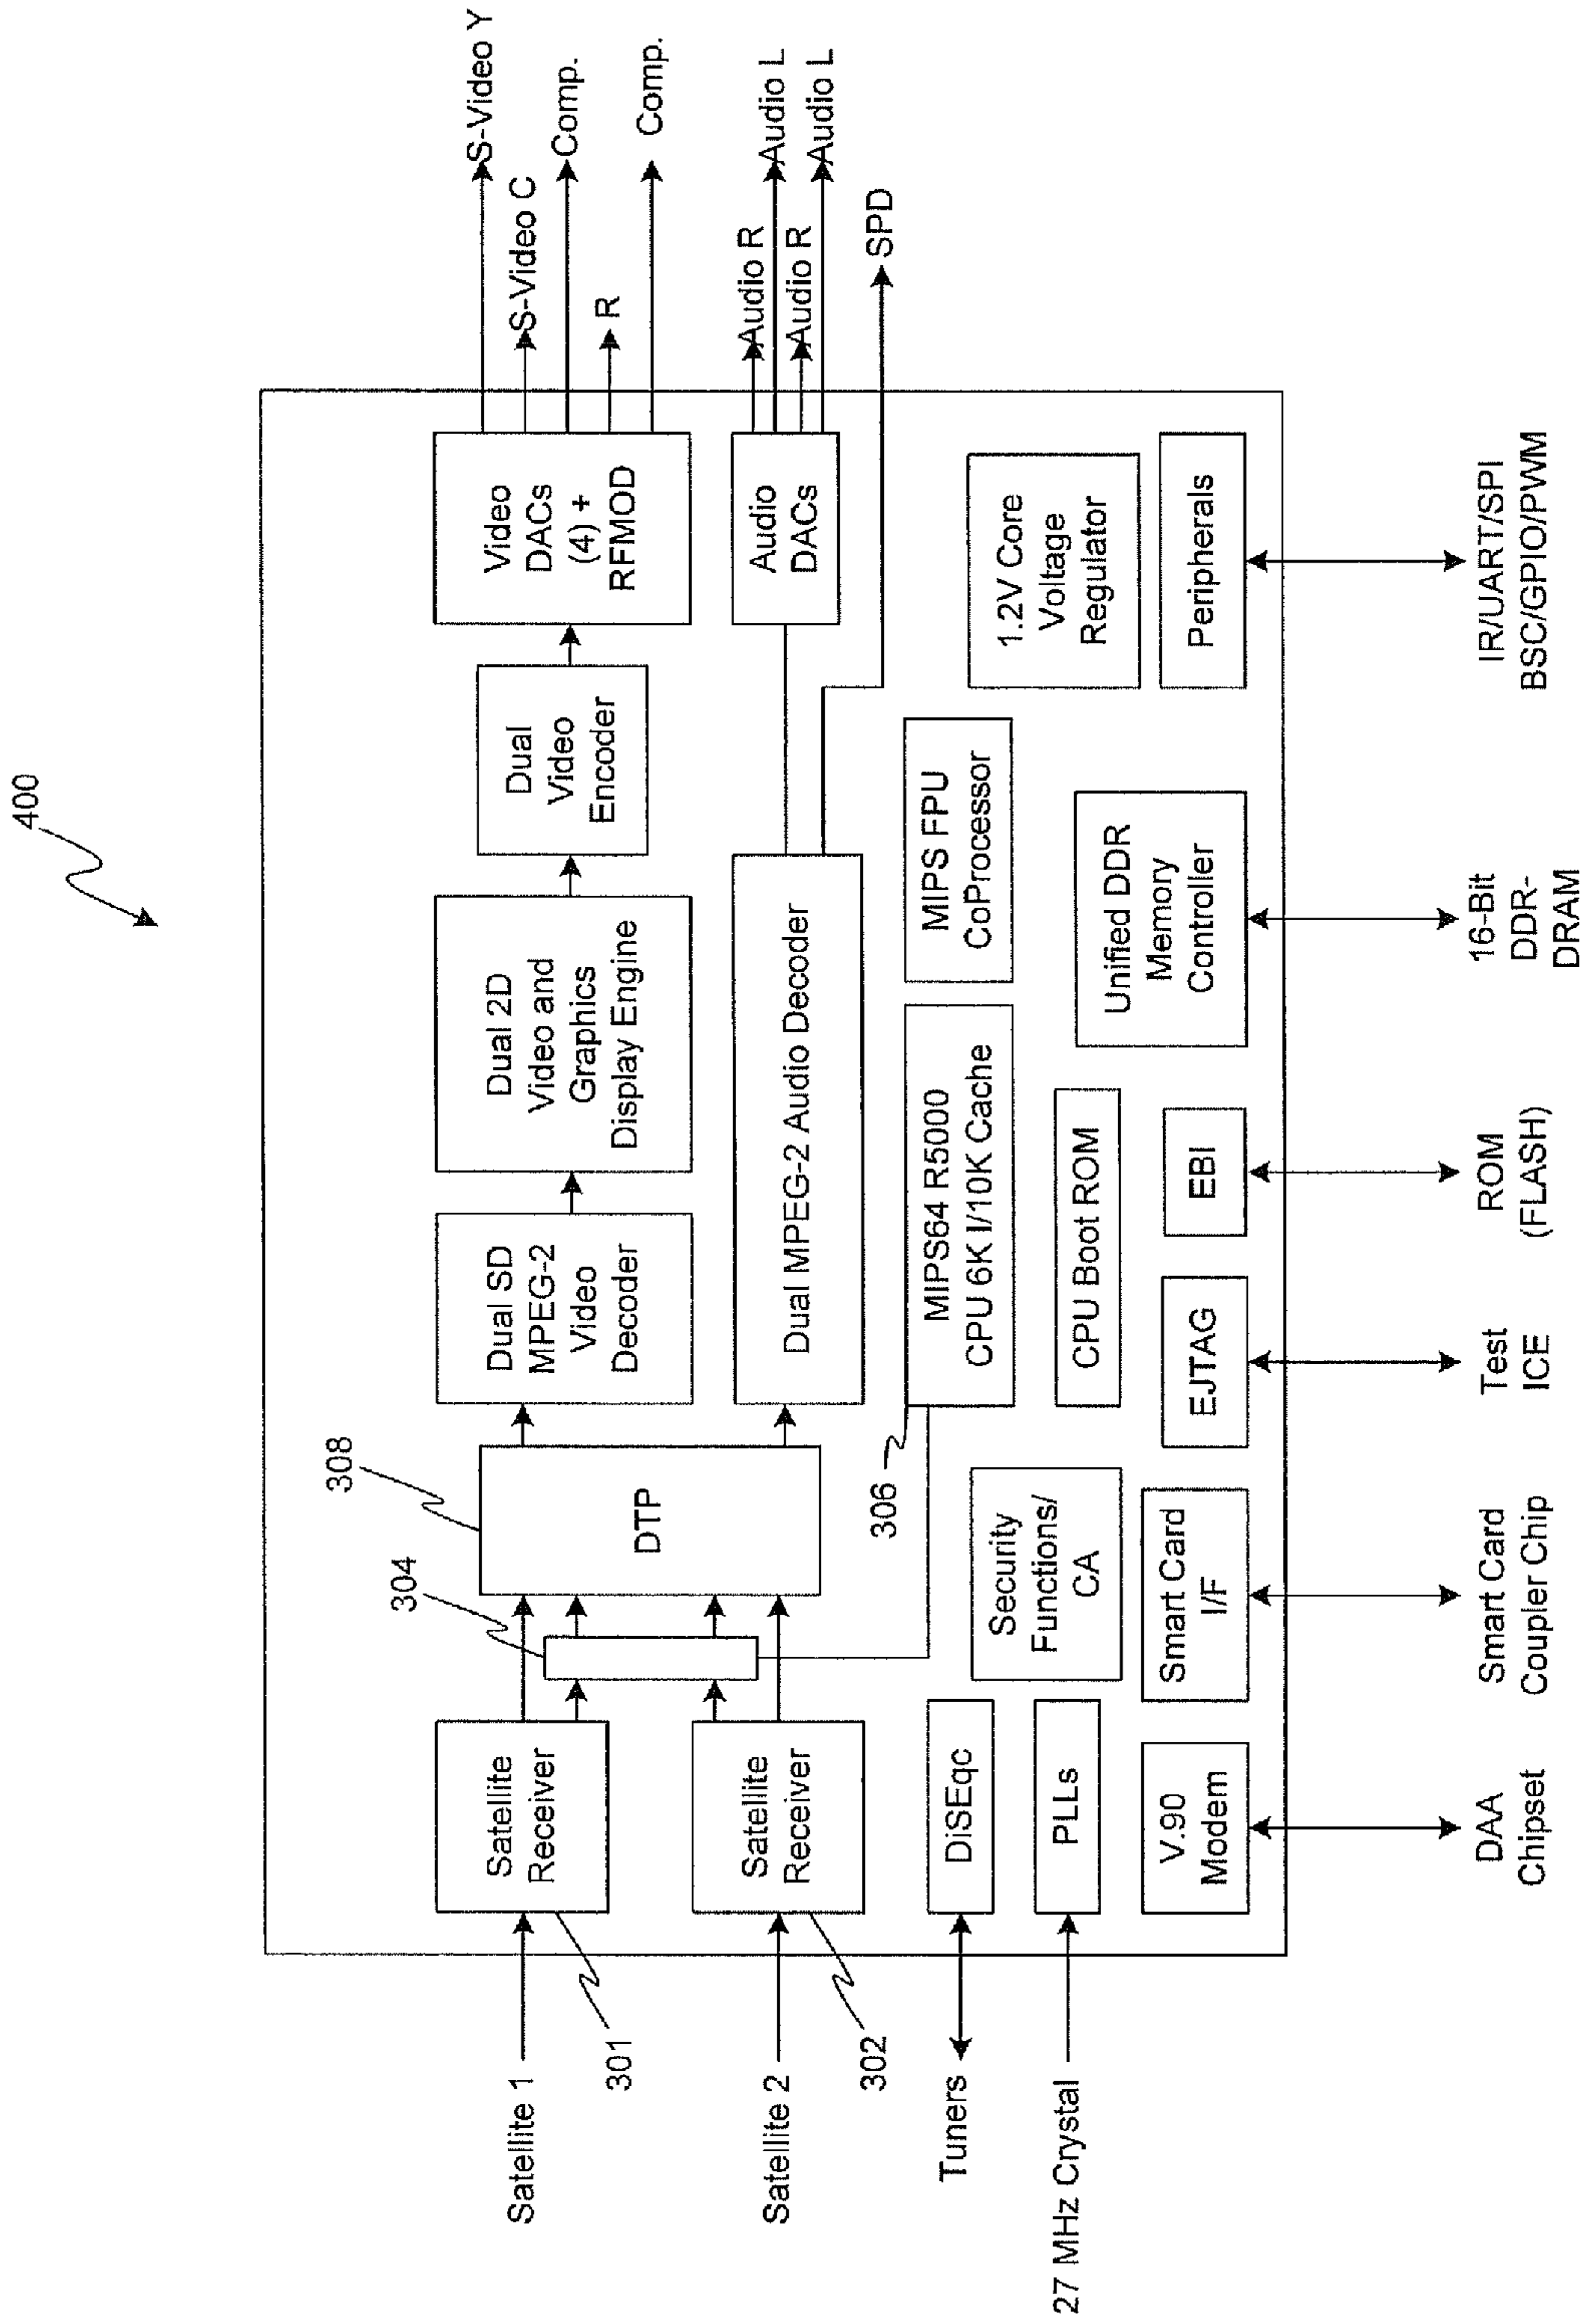 400
S-Video Y
S-Video C
Comp.
R
Comp.
Audio R
Audio L
Audio R
Audio L
SPD
Satellite 1
301
Satellite
Receiver
Satellite 2
302
Satellite
Receiver
304
308
DTP
Dual SD
MPEG-2
Video
Decoder
Dual 2D
Video and
Graphics
Display Engine
Dual
Video
Encoder
Video
DACs
(4) +
RFMOD
Dual MPEG-2 Audio Decoder
Audio
DACs
306
MIPS64 R5000
CPU 6K I/10K Cache
MIPS FPU
CoProcessor
1.2V Core
Voltage
Regulator
Tuners
DiSEqc
27 MHz Crystal
PLLs
Security
Functions/
CA
CPU Boot ROM
Unified DDR
Memory
Controller
V.90
Modem
Smart Card
I/F
EJTAG
EBI
Peripherals
DAA
Chipset
Smart Card
Coupler Chip
Test
ICE
ROM
(FLASH)
16-Bit
DDR-
DRAM
IR/UART/SPI
BSC/GPIO/PWM